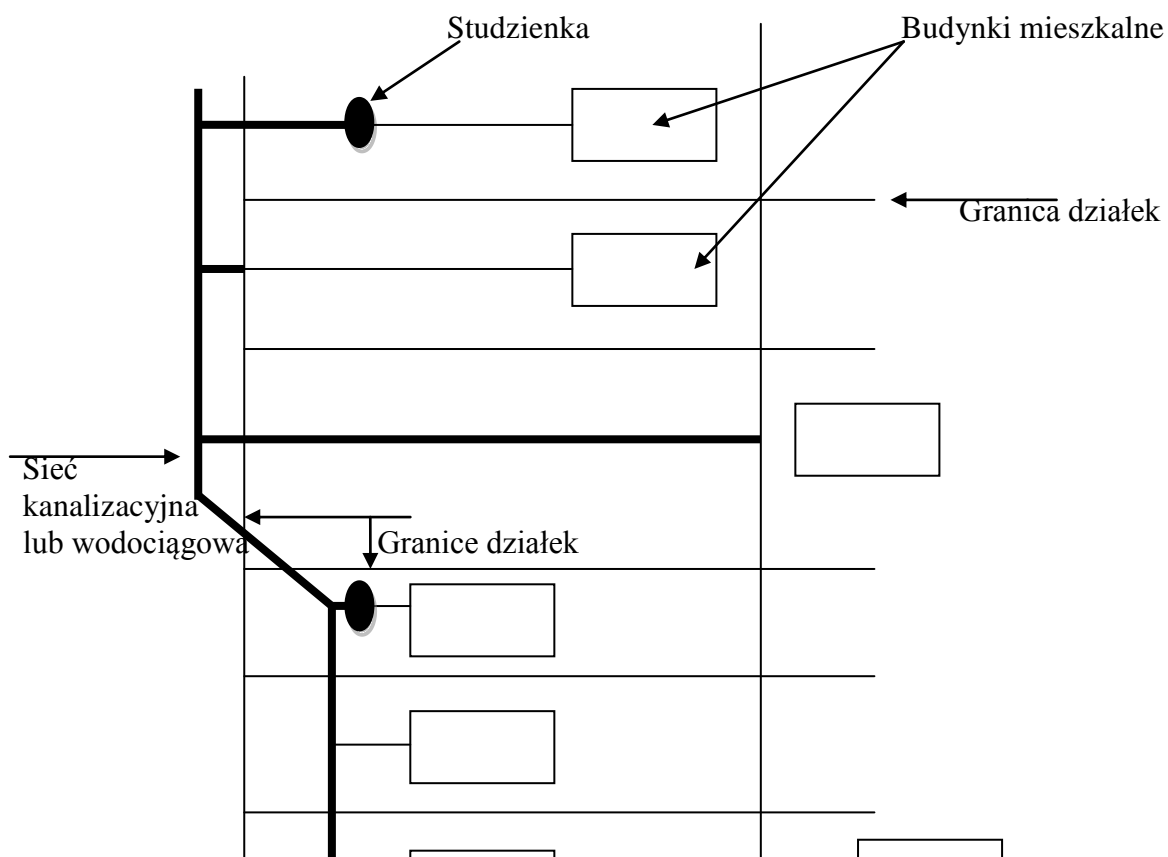 Studzienka
Budynki mieszkalne
Granica działek
Sieć
kanalizacyjna
lub wodociągowa
Granice działek